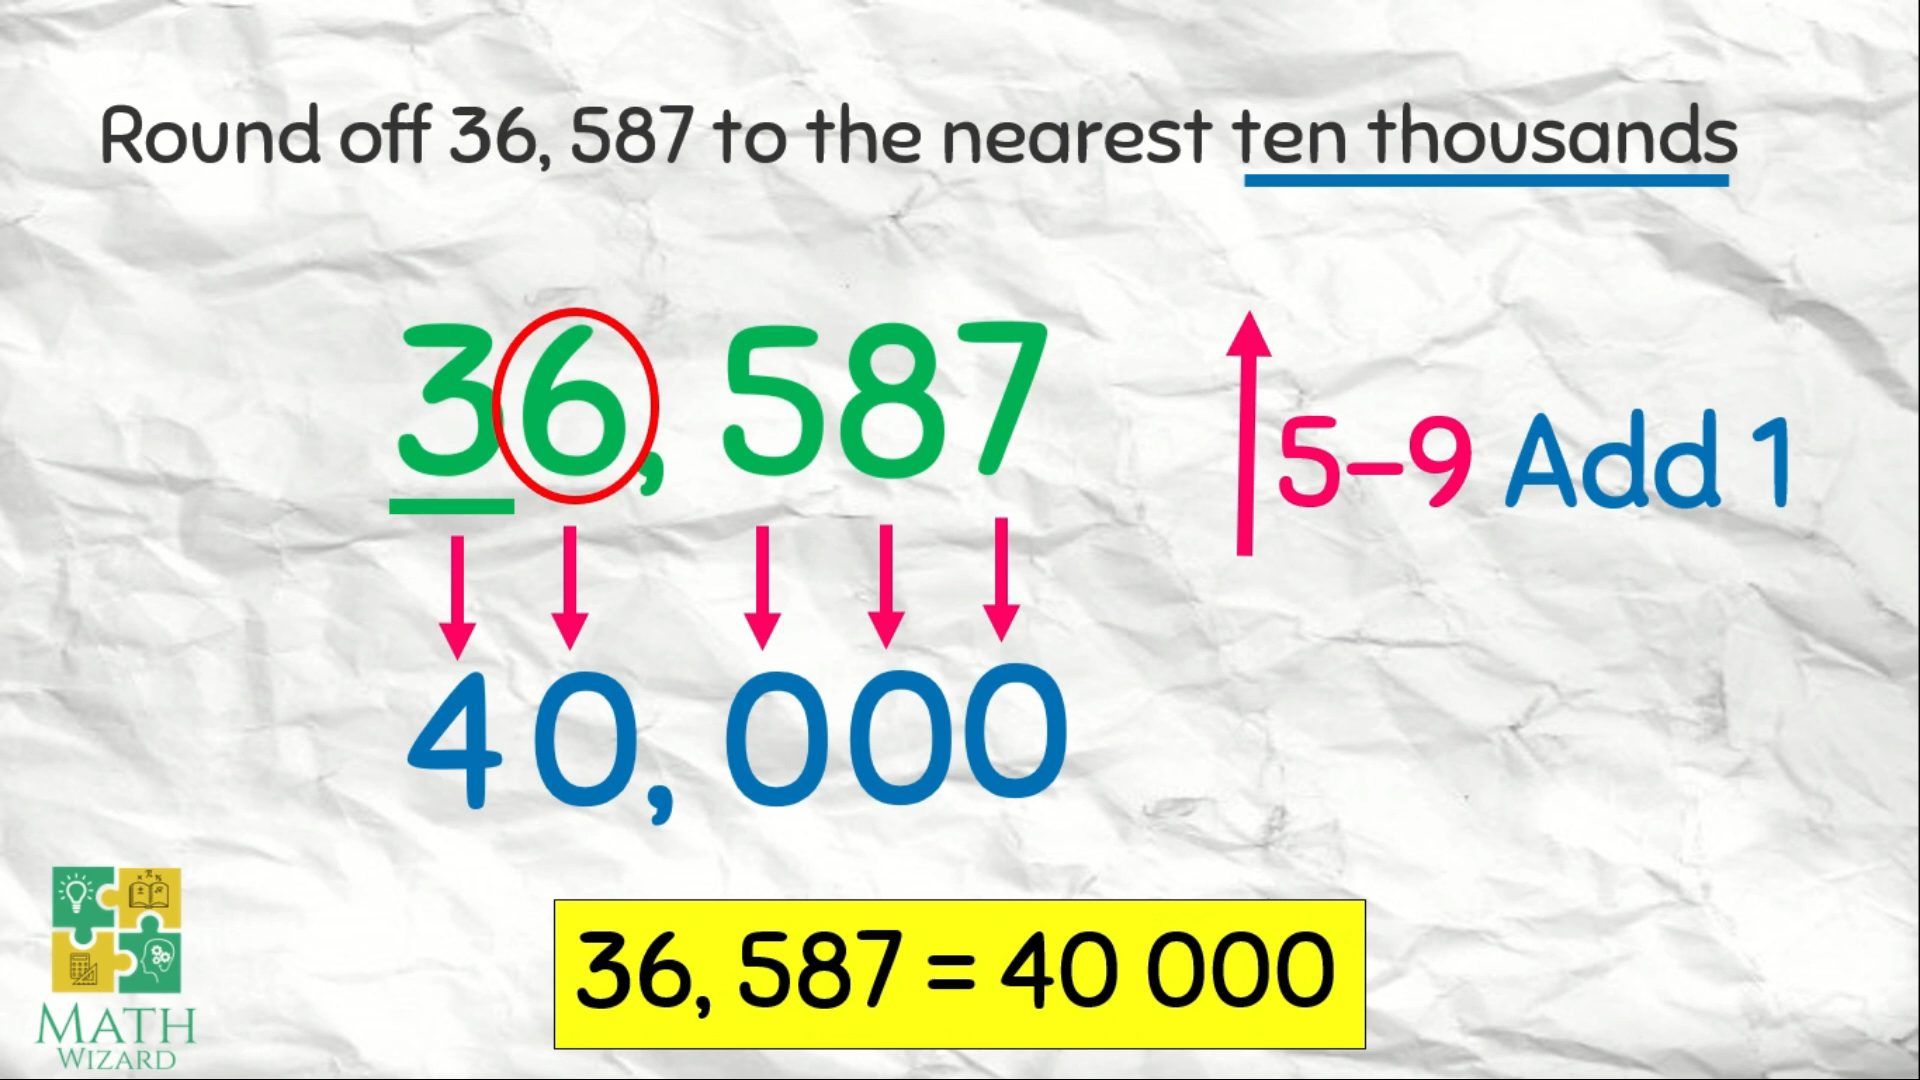 Round off 36, 587 to the nearest ten thousands
36, 587
5-9 Add 1
40, 000
36, 587 = 40 000
MATH
WIZARD